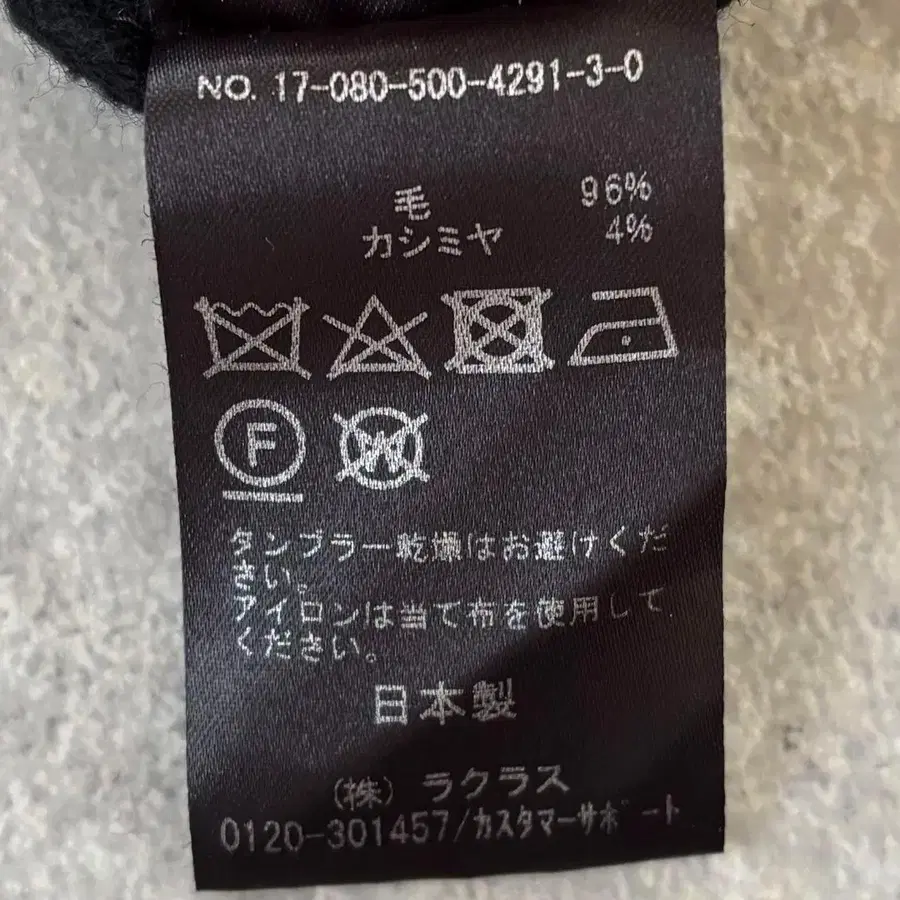 NO. 17-080-500-4291-3-0
毛 96%
カシミヤ 4%
F
W
タンブラー乾燥はお避けくだ
さい。
アイロンは当て布を使用して
ください。
日本製
(株) ラクラス
0120-301457/カスタマーサポート